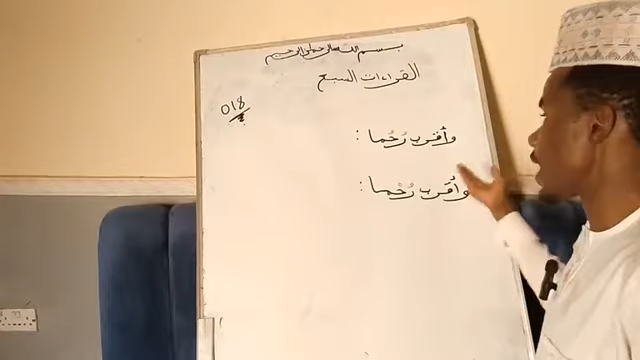 بسم الله الرحمن الرحيم
القراءات السبع
018
وأقرب رُحُما :
وأقرب رُحْما :